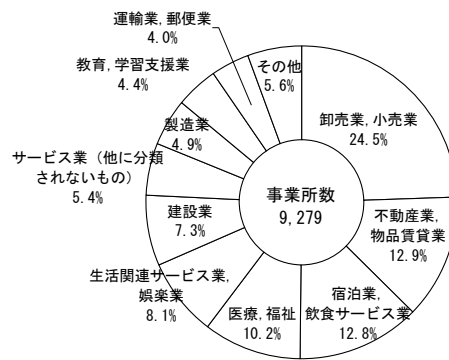 運輸業, 郵便業
4.0%
教育, 学習支援業
4.4%
その他
5.6%
卸売業, 小売業
24.5%
製造業
4.9%
サービス業（他に分類
されないもの）
5.4%
事業所数
9,279
建設業
7.3%
不動産業,
物品賃貸業
12.9%
生活関連サービス業,
娯楽業
8.1%
医療, 福祉
10.2%
宿泊業,
飲食サービス業
12.8%